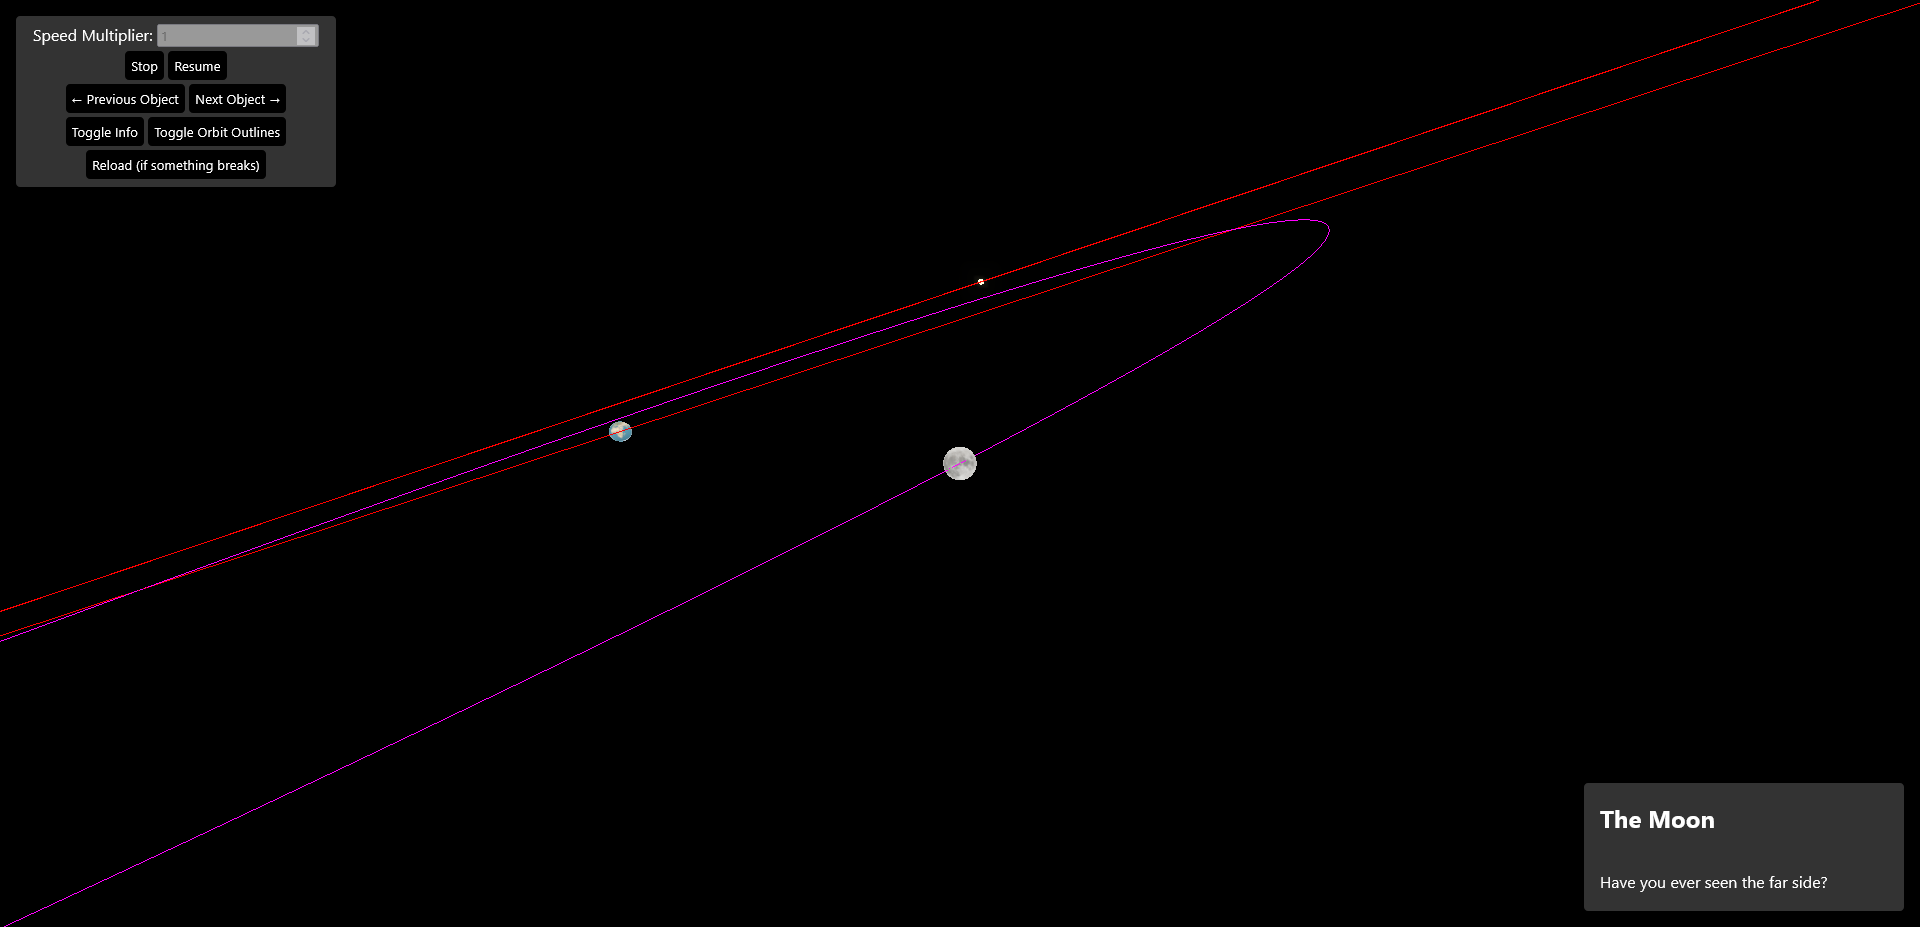 Speed Multiplier: 1
Stop Resume
← Previous Object Next Object →
Toggle Info Toggle Orbit Outlines
Reload (if something breaks)
The Moon
Have you ever seen the far side?